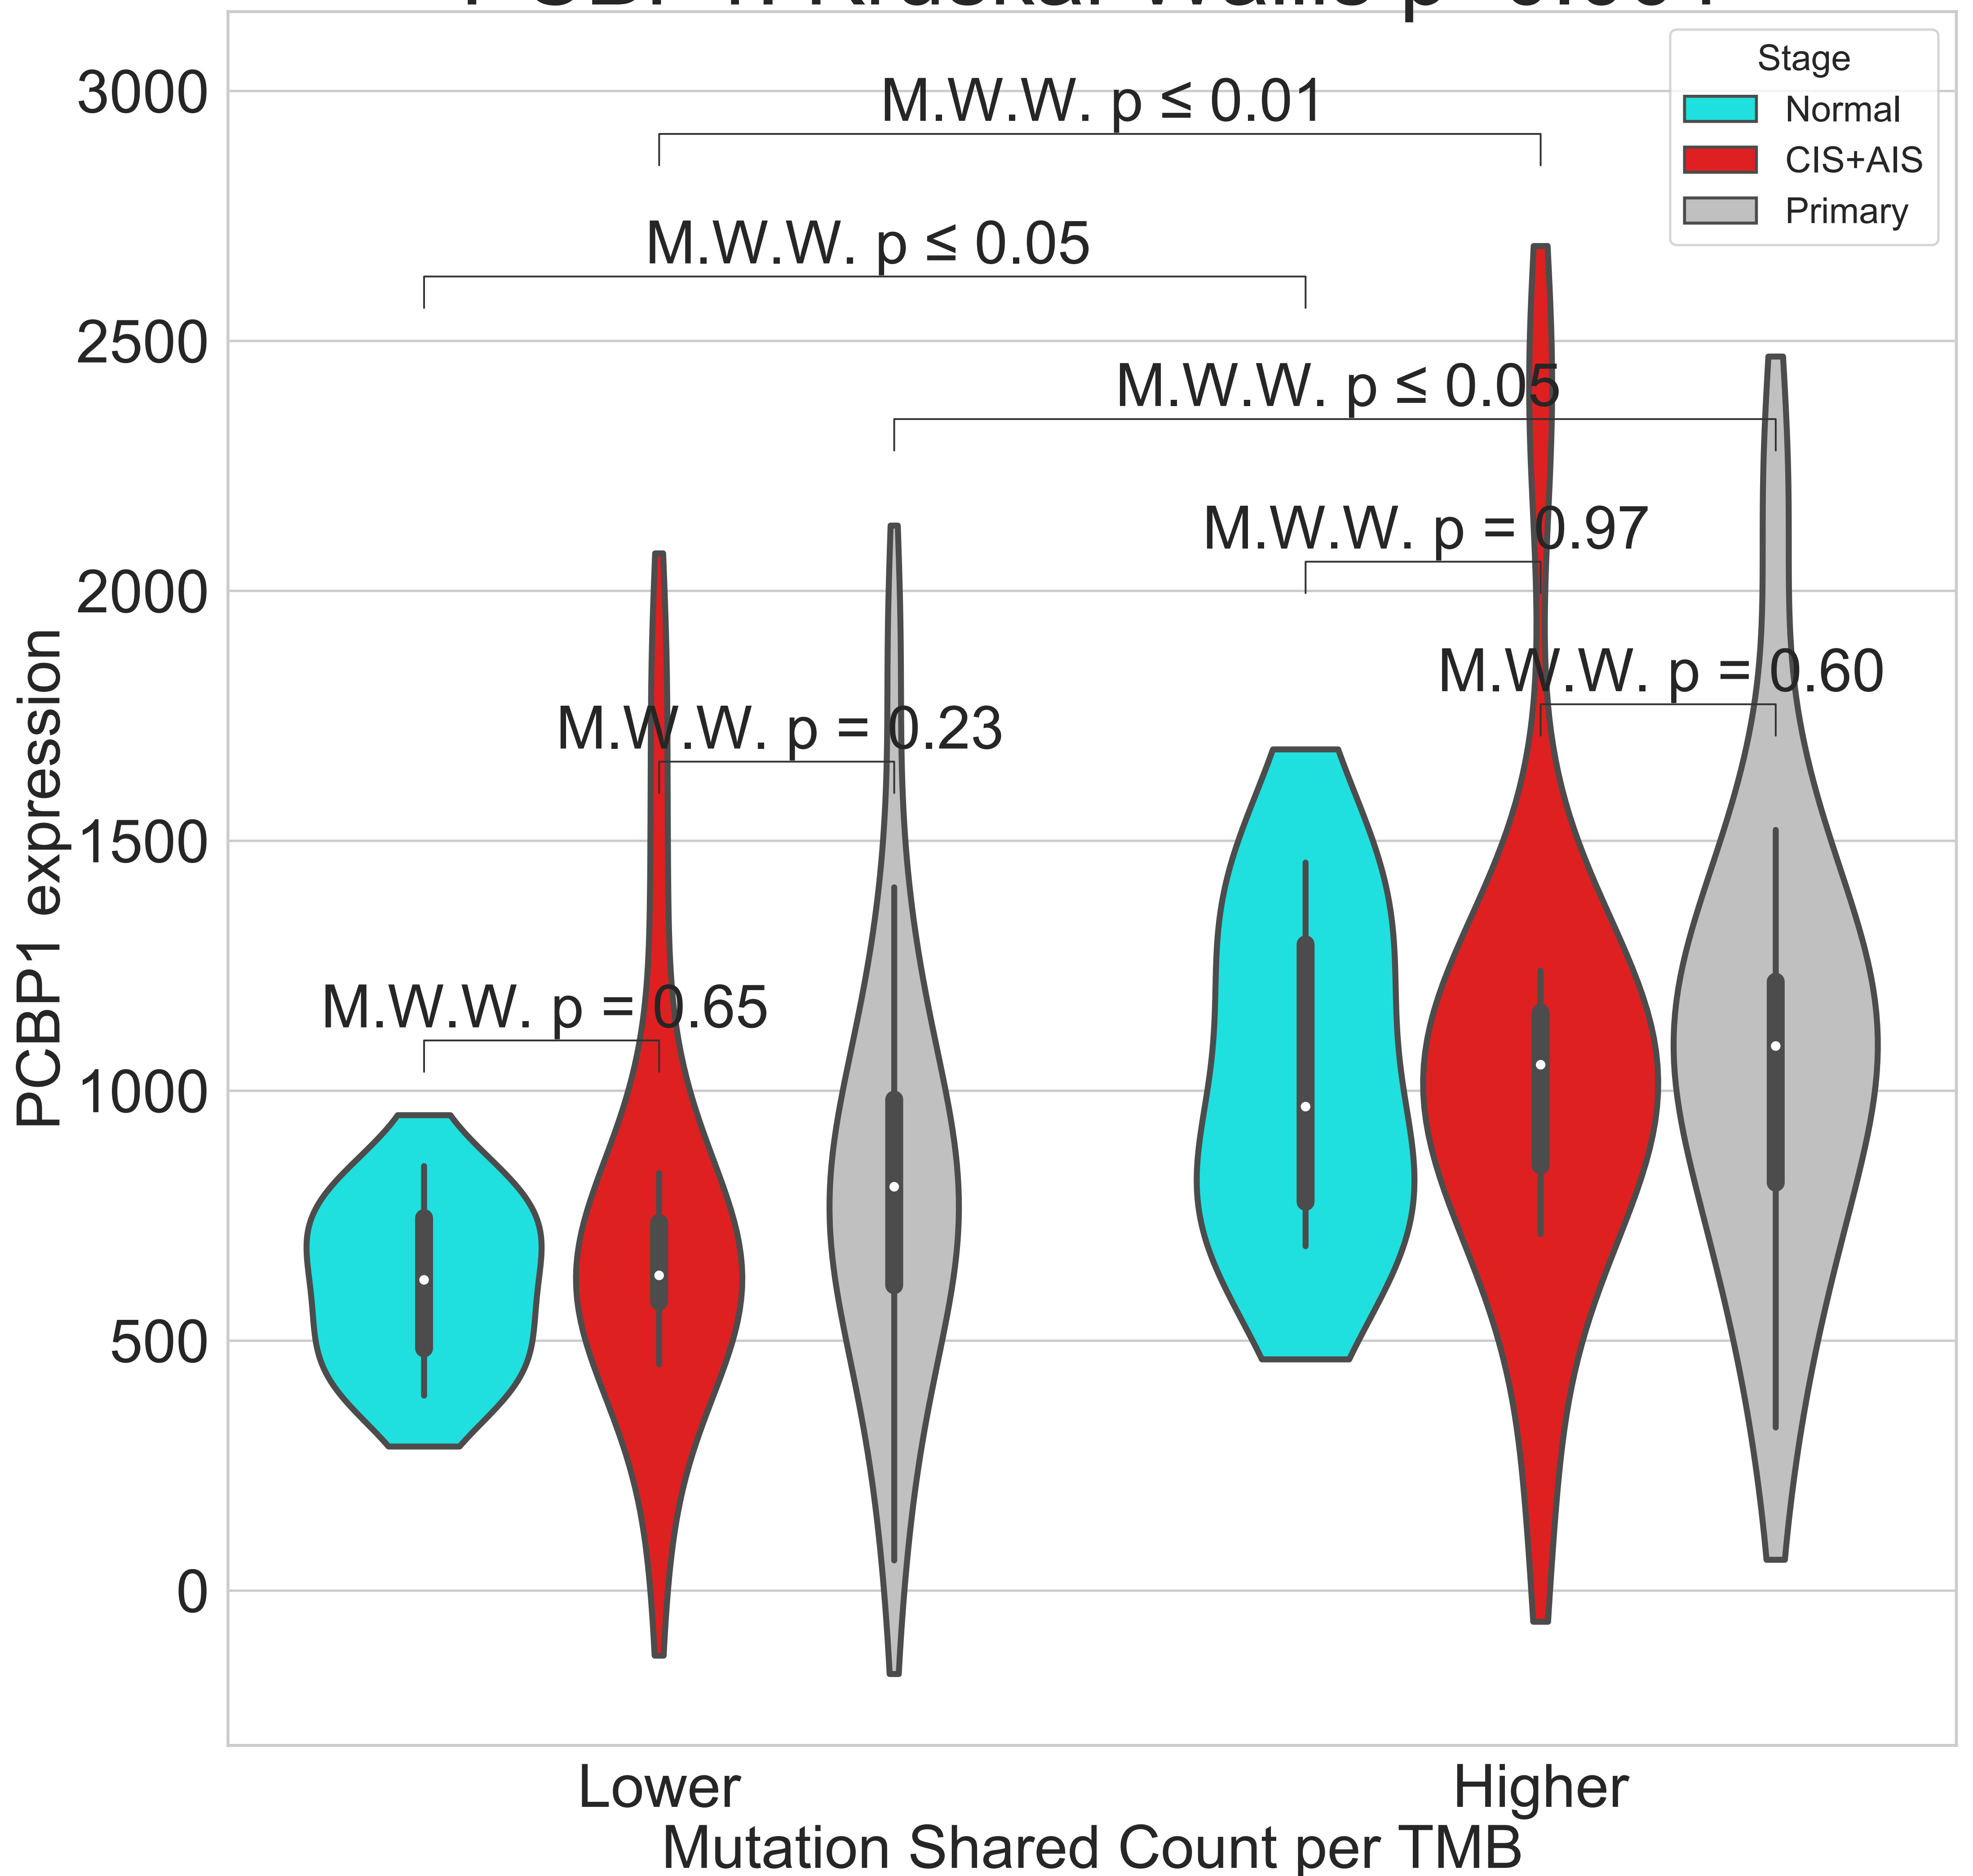 Stage
Normal
CIS+AIS
Primary
M.W.W. p ≤ 0.01
M.W.W. p ≤ 0.05
M.W.W. p ≤ 0.05
M.W.W. p = 0.97
M.W.W. p = 0.60
M.W.W. p = 0.23
M.W.W. p = 0.65
3000
2500
2000
1500
1000
500
0
PCBP1 expression
Lower
Higher
Mutation Shared Count per TMB